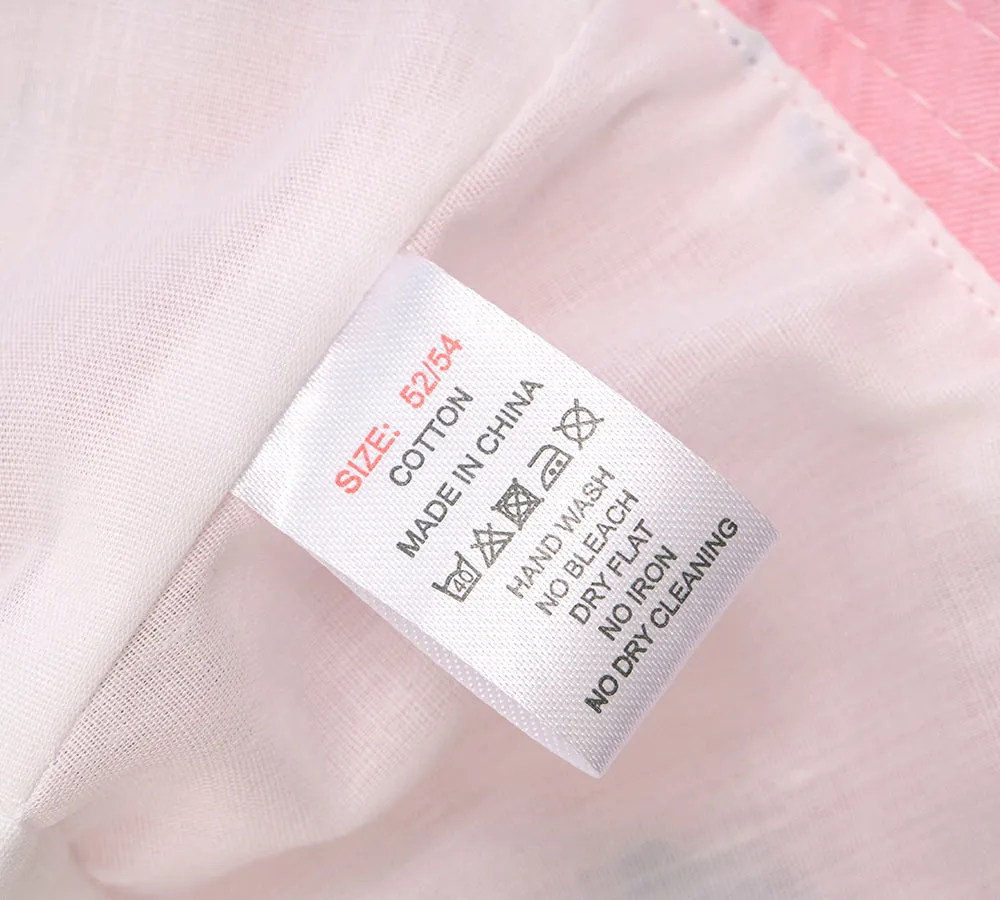 SIZE: 52/54
COTTON
MADE IN CHINA
40
HAND WASH
NO BLEACH
DRY FLAT
NO IRON
NO DRY CLEANING